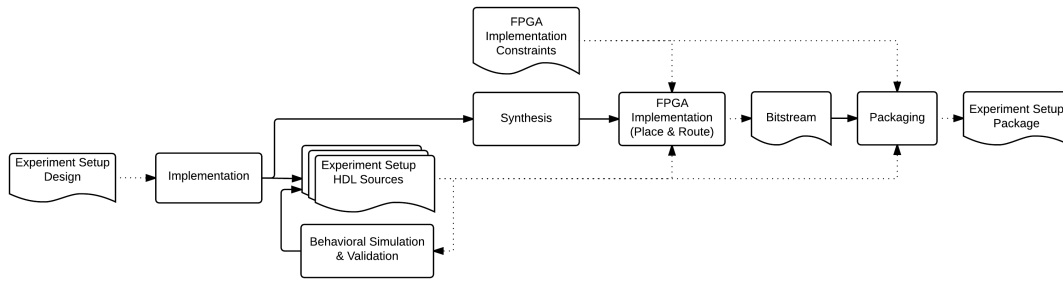 FPGA
Implementation
Constraints
Synthesis
FPGA
Implementation
(Place & Route)
Bitstream
Packaging
Experiment Setup
Package
Experiment Setup
Design
Implementation
Experiment Setup
HDL Sources
Behavioral Simulation
& Validation